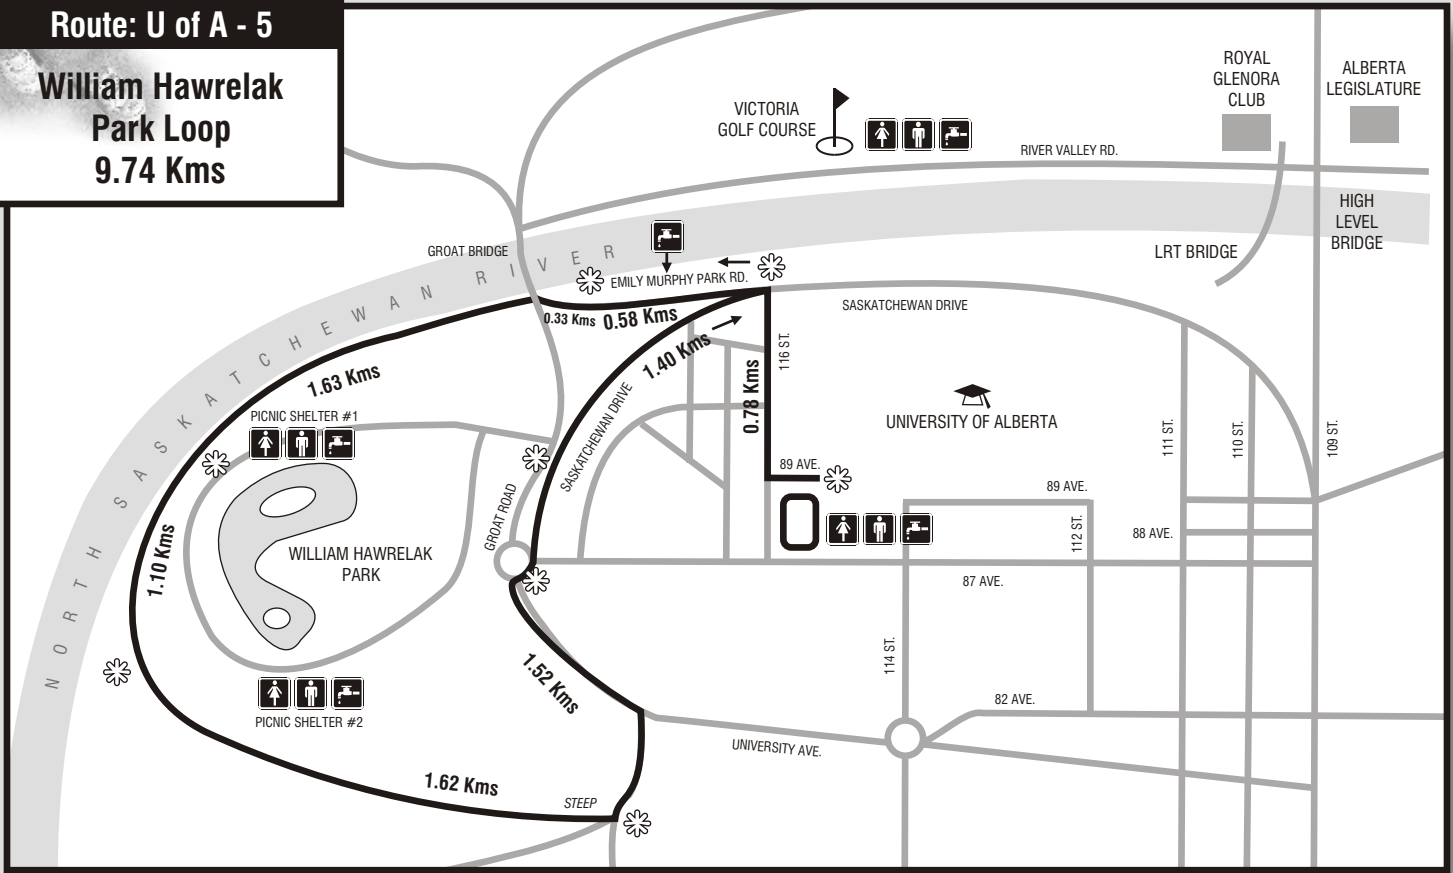 Route: U of A - 5
William Hawrelak
Park Loop
9.74 Kms
ROYAL
GLENORA
CLUB
ALBERTA
LEGISLATURE
VICTORIA
GOLF COURSE
RIVER VALLEY RD.
HIGH
LEVEL
BRIDGE
GROAT BRIDGE
LRT BRIDGE
NORTH SASKATCHEWAN RIVER
EMILY MURPHY PARK RD.
SASKATCHEWAN DRIVE
0.33 Kms
0.58 Kms
1.40 Kms
116 ST.
0.78 Kms
1.63 Kms
SASKATCHEWAN DRIVE
PICNIC SHELTER #1
UNIVERSITY OF ALBERTA
111 ST.
110 ST.
109 ST.
89 AVE.
89 AVE.
GROAT ROAD
112 ST.
88 AVE.
1.10 Kms
WILLIAM HAWRELAK
PARK
87 AVE.
114 ST.
1.52 Kms
82 AVE.
PICNIC SHELTER #2
UNIVERSITY AVE.
1.62 Kms
STEEP